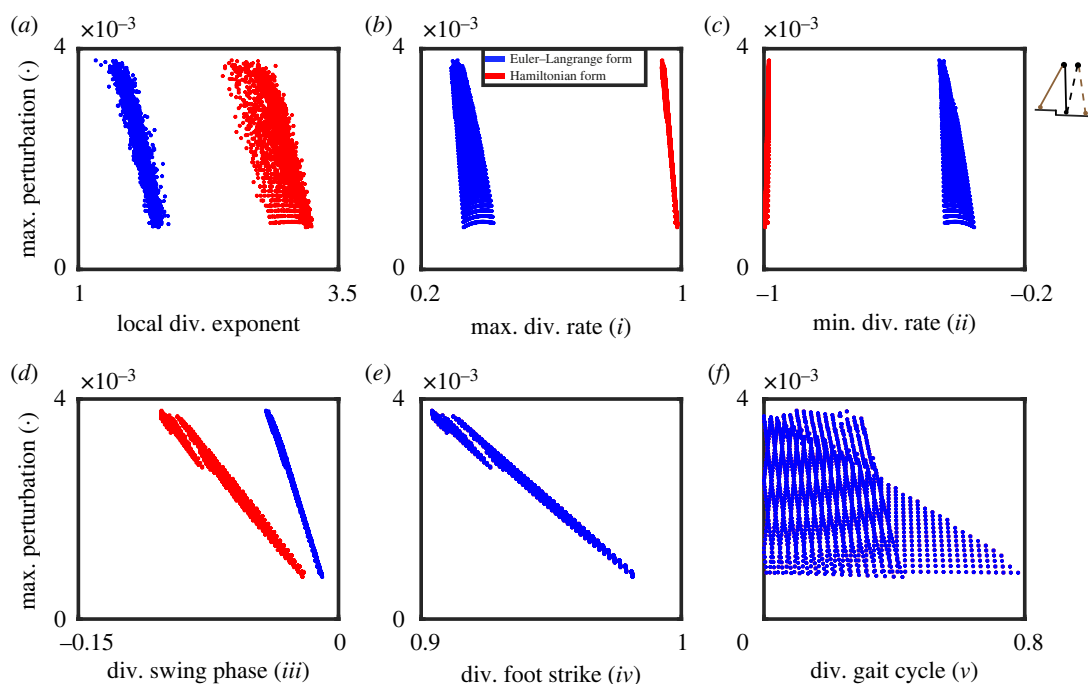 (a) (b) (c)
×10–3 ×10–3 ×10–3
4 4 4
max. perturbation (·)
Euler–Langrange form
Hamiltonian form
0 0 0
1 3.5 0.2 1 –1 –0.2
local div. exponent max. div. rate (i) min. div. rate (ii)
(d) (e) (f)
×10–3 ×10–3 ×10–3
4 4 4
max. perturbation (·)
0 0
–0.15 0 0.9 1 0 0.8
div. swing phase (iii) div. foot strike (iv) div. gait cycle (v)